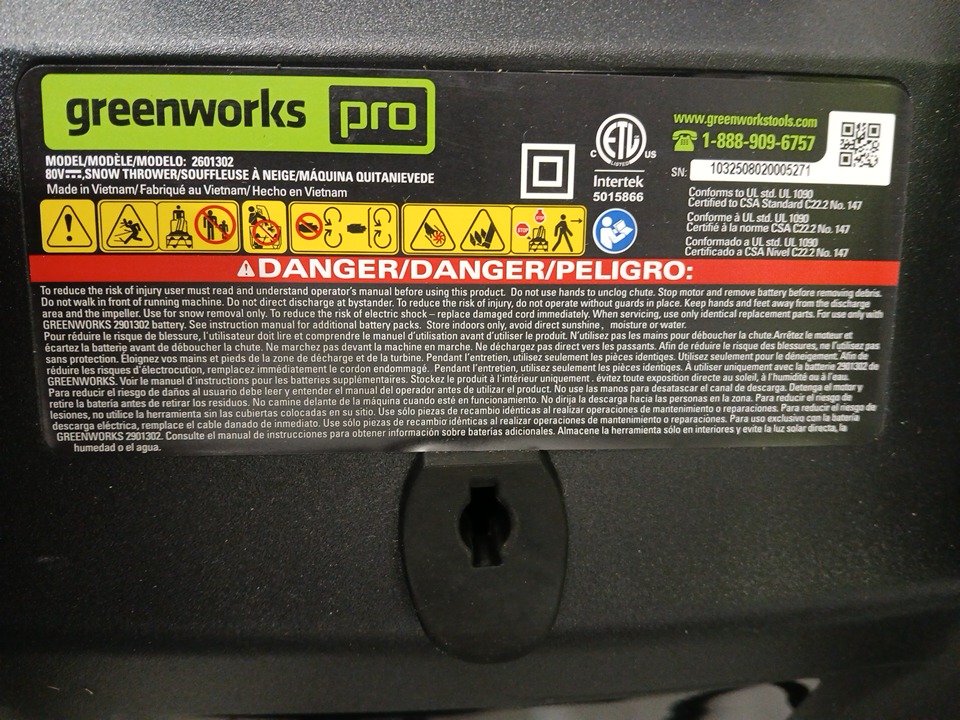 greenworks pro
MODEL/MODÈLE/MODELO: 2601302
80V⎓,SNOW THROWER/SOUFFLEUSE À NEIGE/MÁQUINA QUITANIEVEDE
Made in Vietnam/ Fabriqué au Vietnam/ Hecho en Vietnam
STOP
STOP
C ETL US
LISTED
Intertek
5015866
www.greenworkstools.com
1-888-909-6757
SN: 1032508020005271
Conforms to UL std. UL 1090
Certified to CSA Standard C22.2 No. 147
Conforme à UL std. UL 1090
Certifié à la norme CSA C22.2 No. 147
Conformado a UL std. UL 1090
Certificado a CSA Nivel C22.2 No. 147
DANGER/DANGER/PELIGRO:
To reduce the risk of injury user must read and understand operator's manual before using this product. Do not use hands to unclog chute. Stop motor and remove battery before removing debris.
Do not walk in front of running machine. Do not direct discharge at bystander. To reduce the risk of injury, do not operate without guards in place. Keep hands and feet away from the discharge
area and the impeller. Use for snow removal only. To reduce the risk of electric shock – replace damaged cord immediately. When servicing, use only identical replacement parts. For use only with
GREENWORKS 2901302 battery. See instruction manual for additional battery packs. Store indoors only, avoid direct sunshine , moisture or water.
Pour réduire le risque de blessure, l'utilisateur doit lire et comprendre le manuel d'utilisation avant d'utiliser le produit. N'utilisez pas les mains pour déboucher la chute.Arrêtez le moteur et
écartez la batterie avant de déboucher la chute. Ne marchez pas devant la machine en marche. Ne déchargez pas direct vers les passants. Afin de réduire le risque des blessures, ne l'utilisez pas
sans protection. Éloignez vos mains et pieds de la zone de décharge et de la turbine. Pendant l'entretien, utilisez seulement les pièces identiqes. Utilisez seulement pour le déneigement. Afin de
réduire les risques d'électrocution, remplacez immédiatement le cordon endommagé. Pendant l'entretien, utilisez seulement les pièces identiques. À utiliser uniquement avec la batterie 2901302 de
GREENWORKS. Voir le manuel d'instructions pour les batteries supplémentaires. Stockez le produit à l'intérieur uniquement . évitez toute exposition directe au soleil, à l'humidité ou à l'eau.
Para reducir el riesgo de daños al usuario debe leer y entender el manual del operador antes de utilizar el product. No use las manos para desatascar el canal de descarga. Detenga el motor y
retire la batería antes de retirar los residuos. No camine delante de la máquina cuando esté en funcionamiento. No dirija la descarga hacia las personas en la zona. Para reducir el riesgo de
lesiones, no utilice la herramienta sin las cubiertas colocadas en su sitio. Use sólo piezas de recambio idénticas al realizar operaciones de mantenimiento o reparaciones. Para reducir el riesgo de
descarga eléctrica, remplace el cable danado de inmediato. Use sólo piezas de recambio idénticas al realizar operaciones de mantenimiento o reparaciones. Para uso exclusivo con la batería
GREENWORKS 2901302. Consulte el manual de instrucciones para obtener información sobre baterías adicionales. Almacene la herramienta sólo en interiores y evite la luz solar directa, la
humedad o el agua.